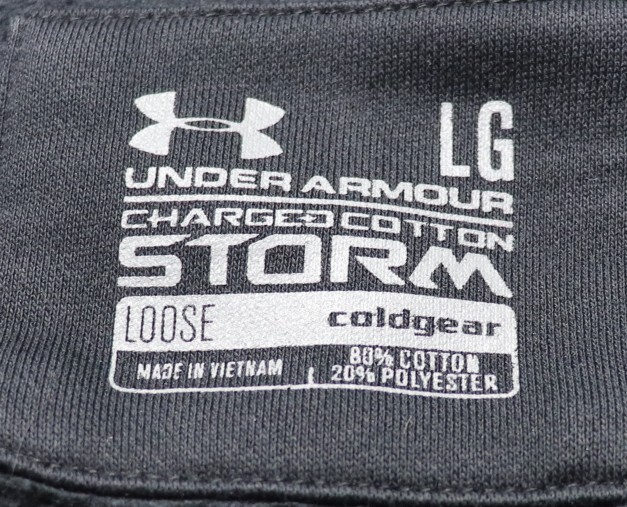 LG
UNDER ARMOUR
CHARGED COTTON
STORM
LOOSE coldgear
MADE IN VIETNAM
80% COTTON
20% POLYESTER